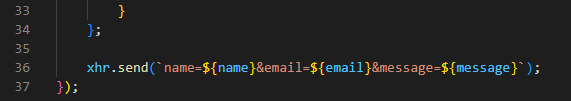 33 }
34 };
35
36 xhr.send(`name=${name}&email=${email}&message=${message}`);
37 });